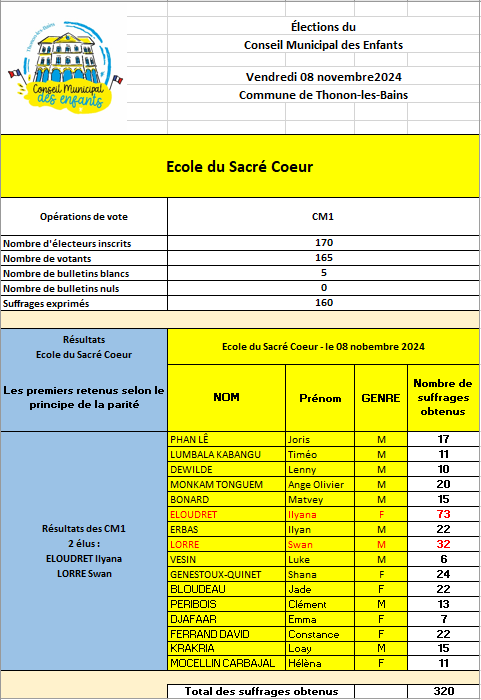 Thonon-les-Bains
Conseil Municipal
des enfants
Élections du
Conseil Municipal des Enfants
Vendredi 08 novembre2024
Commune de Thonon-les-Bains
Ecole du Sacré Coeur
Opérations de vote CM1
Nombre d'électeurs inscrits 170
Nombre de votants 165
Nombre de bulletins blancs 5
Nombre de bulletins nuls 0
Suffrages exprimés 160
Résultats
Ecole du Sacré Coeur
Ecole du Sacré Coeur - le 08 nobembre 2024
Les premiers retenus selon le
principe de la parité
NOM Prénom GENRE Nombre de
suffrages
obtenus
PHAN LÊ Joris M 17
LUMBALA KABANGU Timéo M 11
DEWILDE Lenny M 10
MONKAM TONGUEM Ange Olivier M 20
BONARD Matvey M 15
ELOUDRET Ilyana F 73
ERBAS Ilyan M 22
LORRE Swan M 32
VESIN Luke M 6
GENESTOUX-QUINET Shana F 24
BLOUDEAU Jade F 22
PERIBOIS Clément M 13
DJAFAAR Emma F 7
FERRAND DAVID Constance F 22
KRAKRIA Loay M 15
MOCELLIN CARBAJAL Hélèna F 11
Résultats des CM1
2 élus :
ELOUDRET Ilyana
LORRE Swan
Total des suffrages obtenus 320